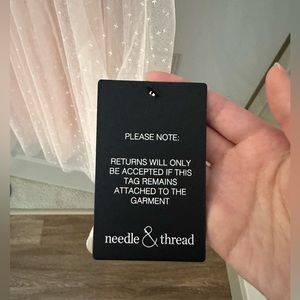 PLEASE NOTE:
RETURNS WILL ONLY
BE ACCEPTED IF THIS
TAG REMAINS
ATTACHED TO THE
GARMENT
needle & thread